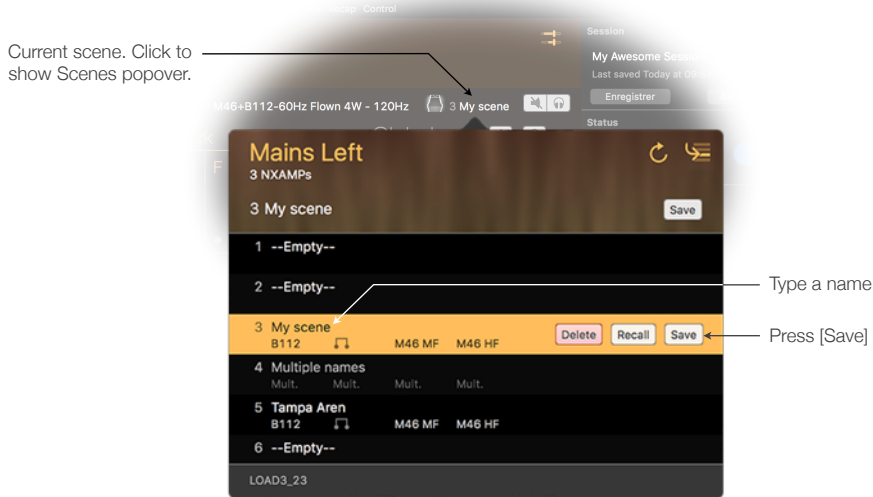 Recap Control
Session
My Awesome Session
Last saved Today at 09:
Enregistrer
Status
Current scene. Click to
show Scenes popover.
M46+B112-60Hz Flown 4W - 120Hz 3 My scene
F
Mains Left
3 NXAMPs
3 My scene Save
1 --Empty--
2 --Empty--
Type a name
3 My scene Delete Recall Save
B112 M46 MF M46 HF
Press [Save]
4 Multiple names
Mult. Mult. Mult. Mult.
5 Tampa Aren
B112 M46 MF M46 HF
6 --Empty--
LOAD3_23